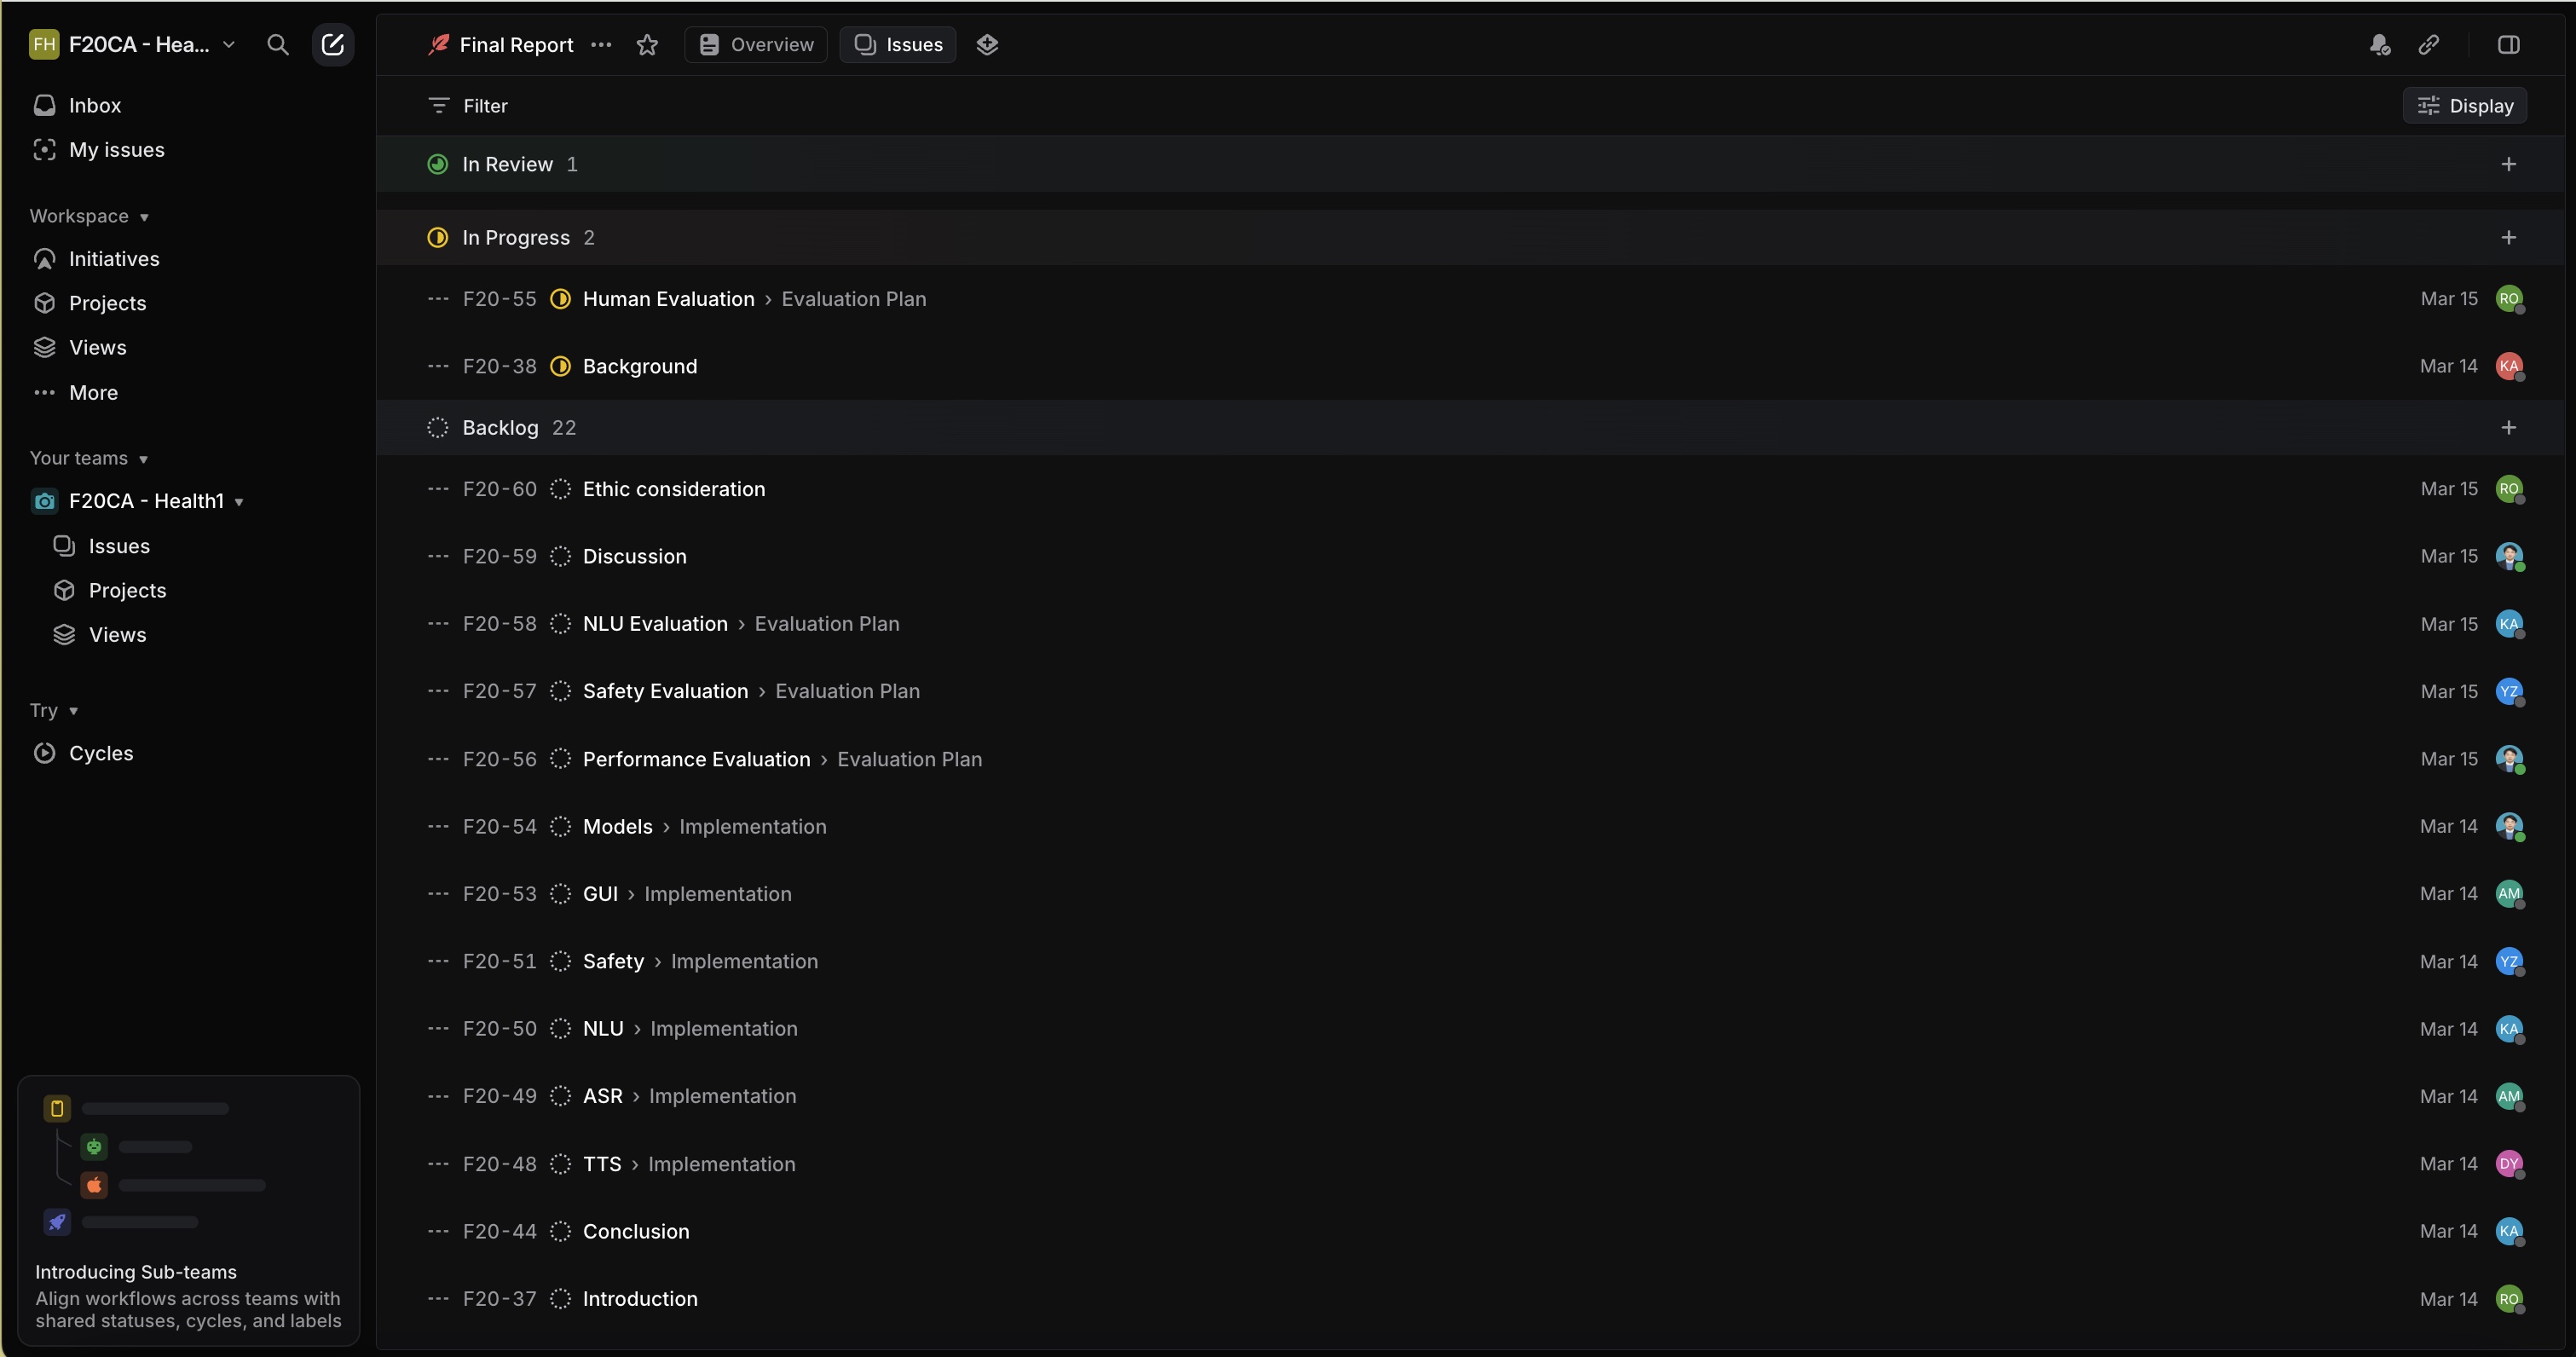 FH F20CA - Hea...
Inbox
My issues
Workspace
Initiatives
Projects
Views
More
Your teams
F20CA - Health1
Issues
Projects
Views
Try
Cycles
Introducing Sub-teams
Align workflows across teams with
shared statuses, cycles, and labels
Final Report Overview Issues
Filter Display
In Review 1
In Progress 2
F20-55 Human Evaluation › Evaluation Plan Mar 15 RO
F20-38 Background Mar 14 KA
Backlog 22
F20-60 Ethic consideration Mar 15 RO
F20-59 Discussion Mar 15
F20-58 NLU Evaluation › Evaluation Plan Mar 15 KA
F20-57 Safety Evaluation › Evaluation Plan Mar 15 YZ
F20-56 Performance Evaluation › Evaluation Plan Mar 15
F20-54 Models › Implementation Mar 14
F20-53 GUI › Implementation Mar 14 AM
F20-51 Safety › Implementation Mar 14 YZ
F20-50 NLU › Implementation Mar 14 KA
F20-49 ASR › Implementation Mar 14 AM
F20-48 TTS › Implementation Mar 14 DY
F20-44 Conclusion Mar 14 KA
F20-37 Introduction Mar 14 RO